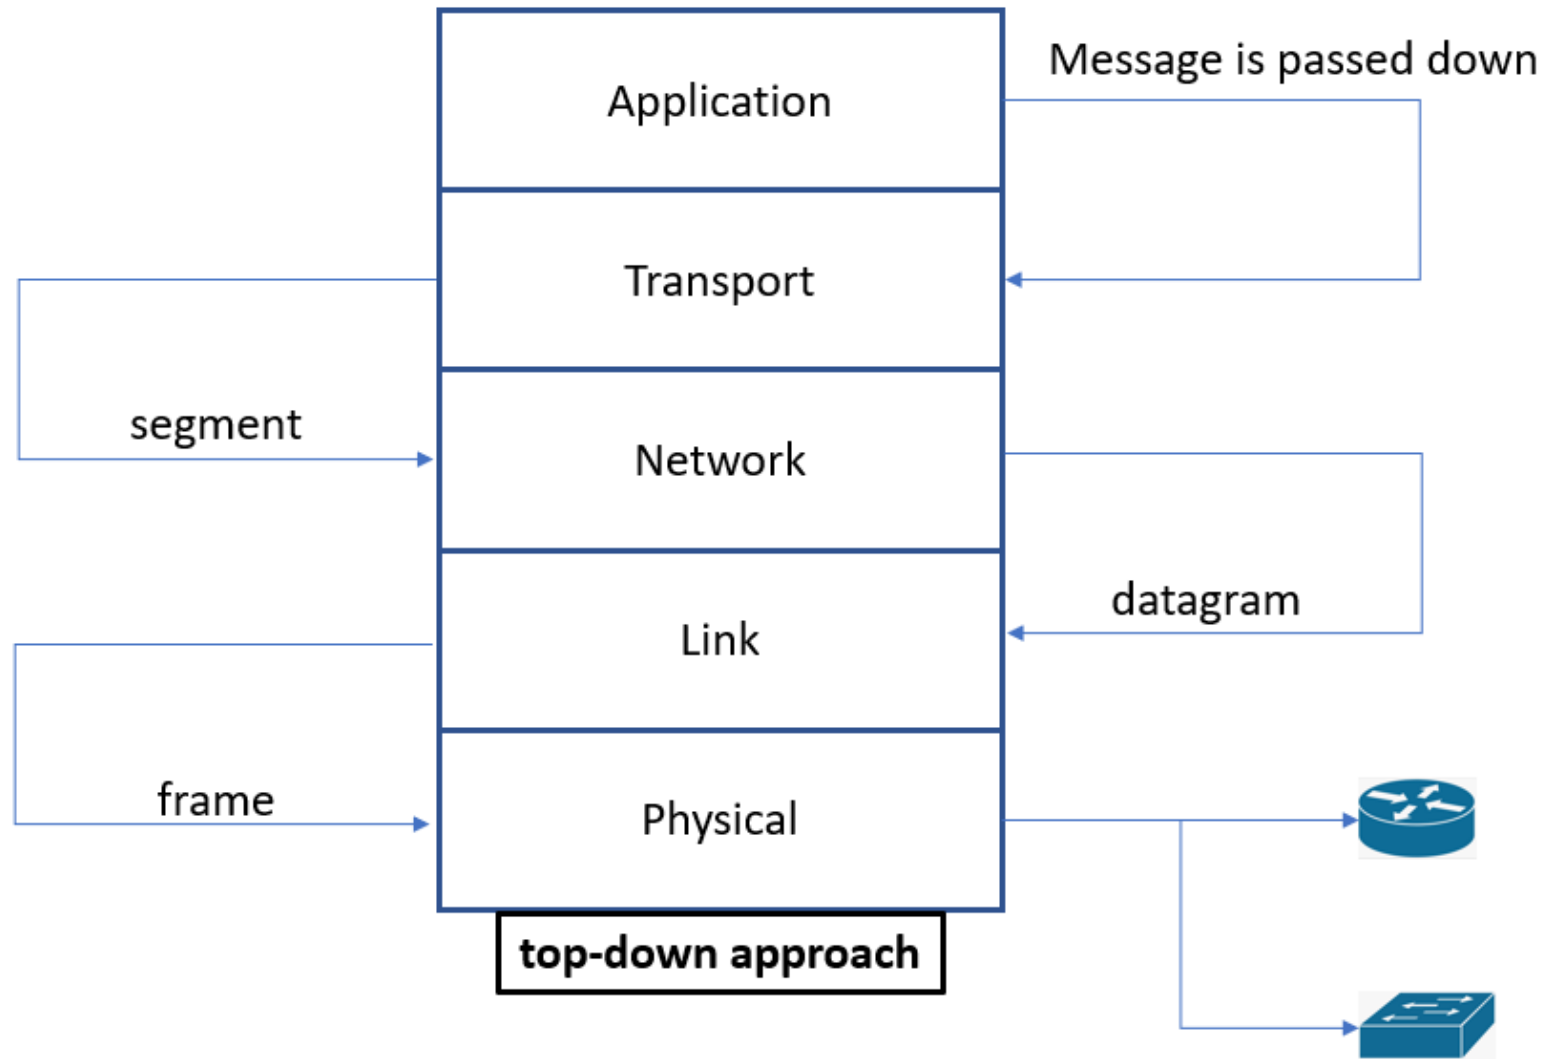 Message is passed down
Application
Transport
segment
Network
datagram
Link
frame
Physical
top-down approach